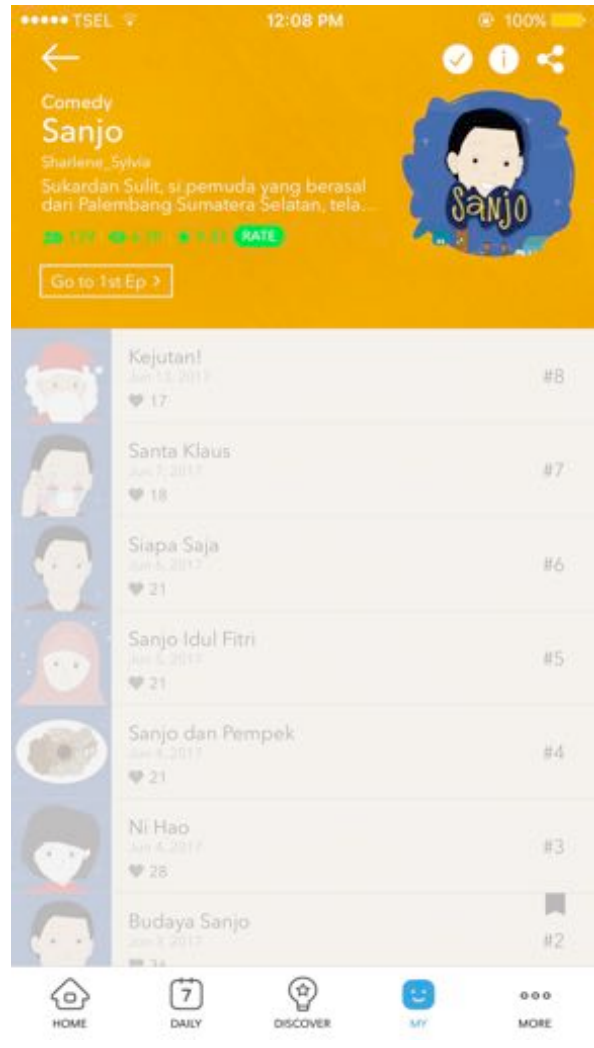 TSEL 12:08 PM 100%
Comedy
Sanjo
Sharlene_Sylvia
Sukardan Sulit, si pemuda yang berasal
dari Palembang Sumatera Selatan, tela...
RATE
SANJO
Go to 1st Ep >
Kejutan!
Jun 13, 2017
17
#8
Santa Klaus
Jun 7, 2017
18
#7
Siapa Saja
Jun 6, 2017
21
#6
Sanjo Idul Fitri
Jun 5, 2017
21
#5
Sanjo dan Pempek
Jun 4, 2017
21
#4
Ni Hao
Jun 4, 2017
28
#3
Budaya Sanjo
#2
7
HOME DAILY DISCOVER MY MORE